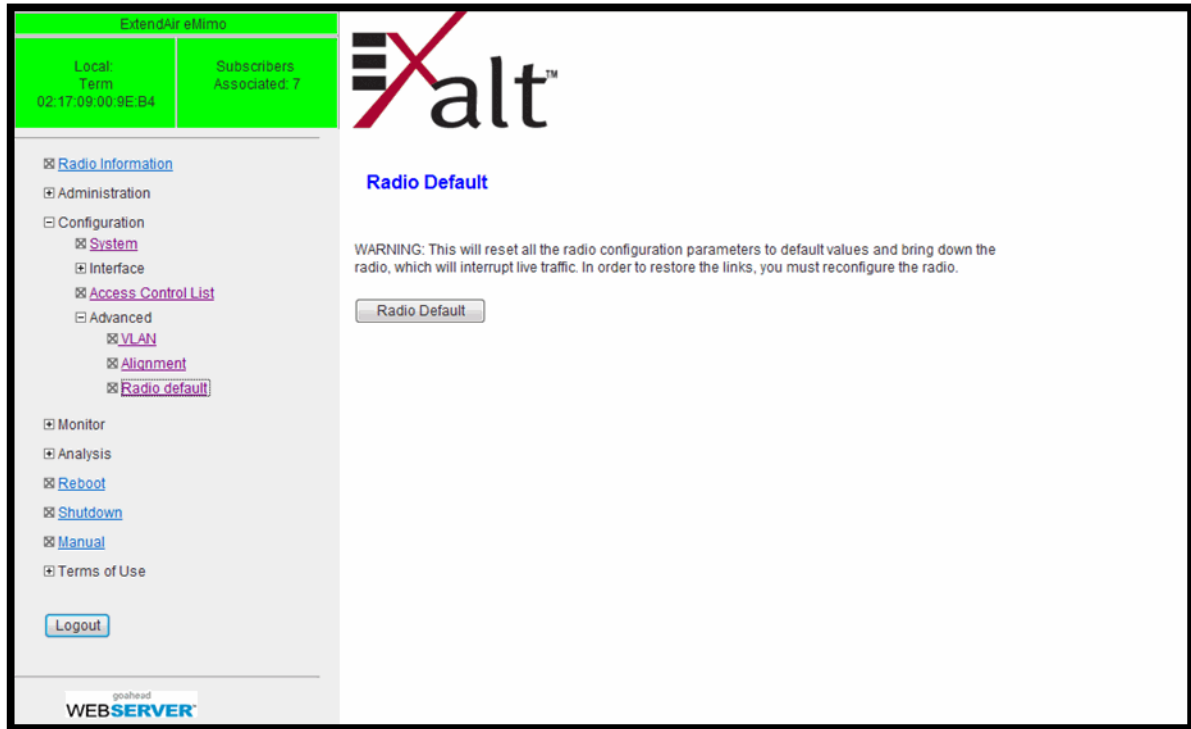 ExtendAir eMimo
Local:
Term
02:17:09:00:9E:B4
Subscribers
Associated: 7
Radio Information
Administration
Configuration
System
Interface
Access Control List
Advanced
VLAN
Alignment
Radio default
Monitor
Analysis
Reboot
Shutdown
Manual
Terms of Use
Logout
goahead
WEBSERVER
EXalt™
Radio Default
WARNING: This will reset all the radio configuration parameters to default values and bring down the
radio, which will interrupt live traffic. In order to restore the links, you must reconfigure the radio.
Radio Default